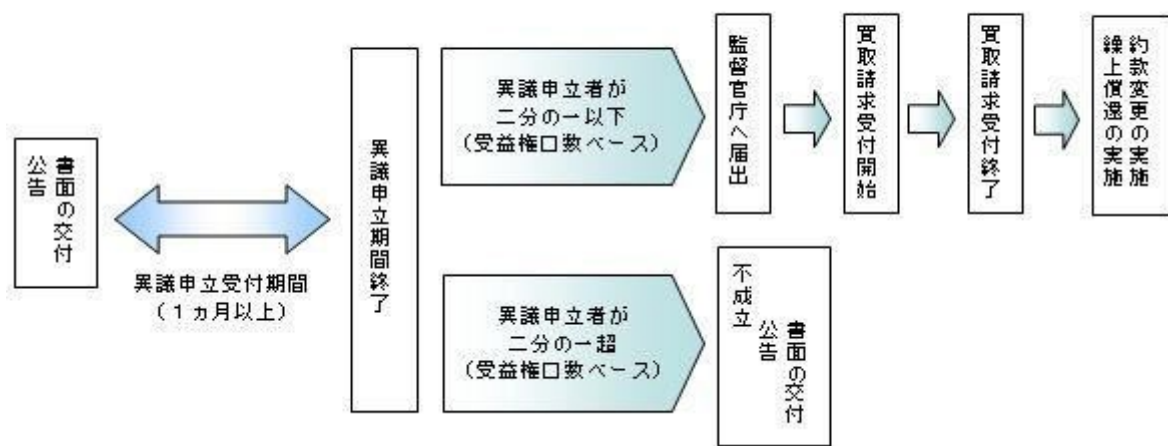 書面の交付
公告
異議申立受付期間
(1ヵ月以上)
異議申立期間終了
異議申立者が
二分の一以下
(受益権口数ベース)
監督官庁へ届出
買取請求受付開始
買取請求受付終了
約款変更の実施
繰上償還の実施
異議申立者が
二分の一超
(受益権口数ベース)
不成立
書面の交付
公告